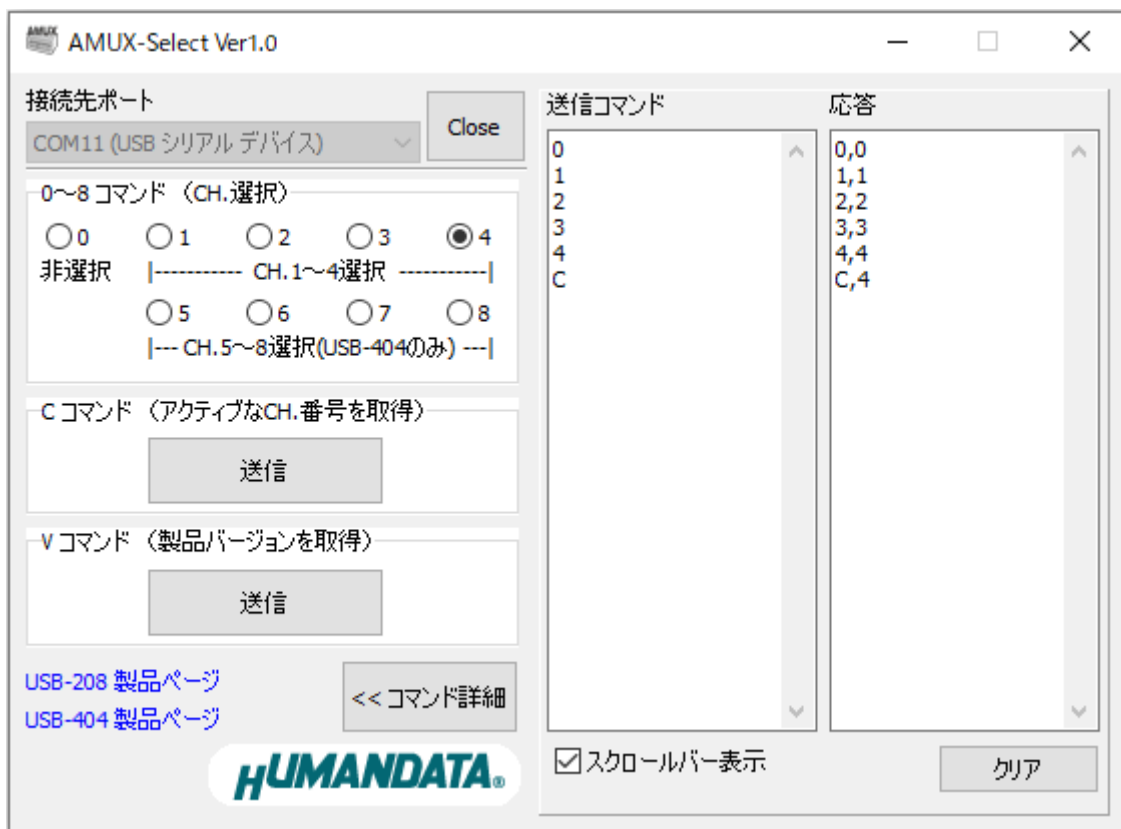 AMUX-Select Ver1.0
接続先ポート
COM11 (USB シリアル デバイス)
Close
0～8 コマンド （CH.選択）
0 1 2 3 4
非選択 |----------- CH.1～4選択 -----------|
5 6 7 8
|--- CH.5～8選択(USB-404のみ) ---|
C コマンド （アクティブなCH.番号を取得）
送信
V コマンド （製品バージョンを取得）
送信
USB-208 製品ページ
USB-404 製品ページ
<< コマンド詳細
HUMANDATA®
送信コマンド
0
1
2
3
4
C
応答
0,0
1,1
2,2
3,3
4,4
C,4
スクロールバー表示
クリア